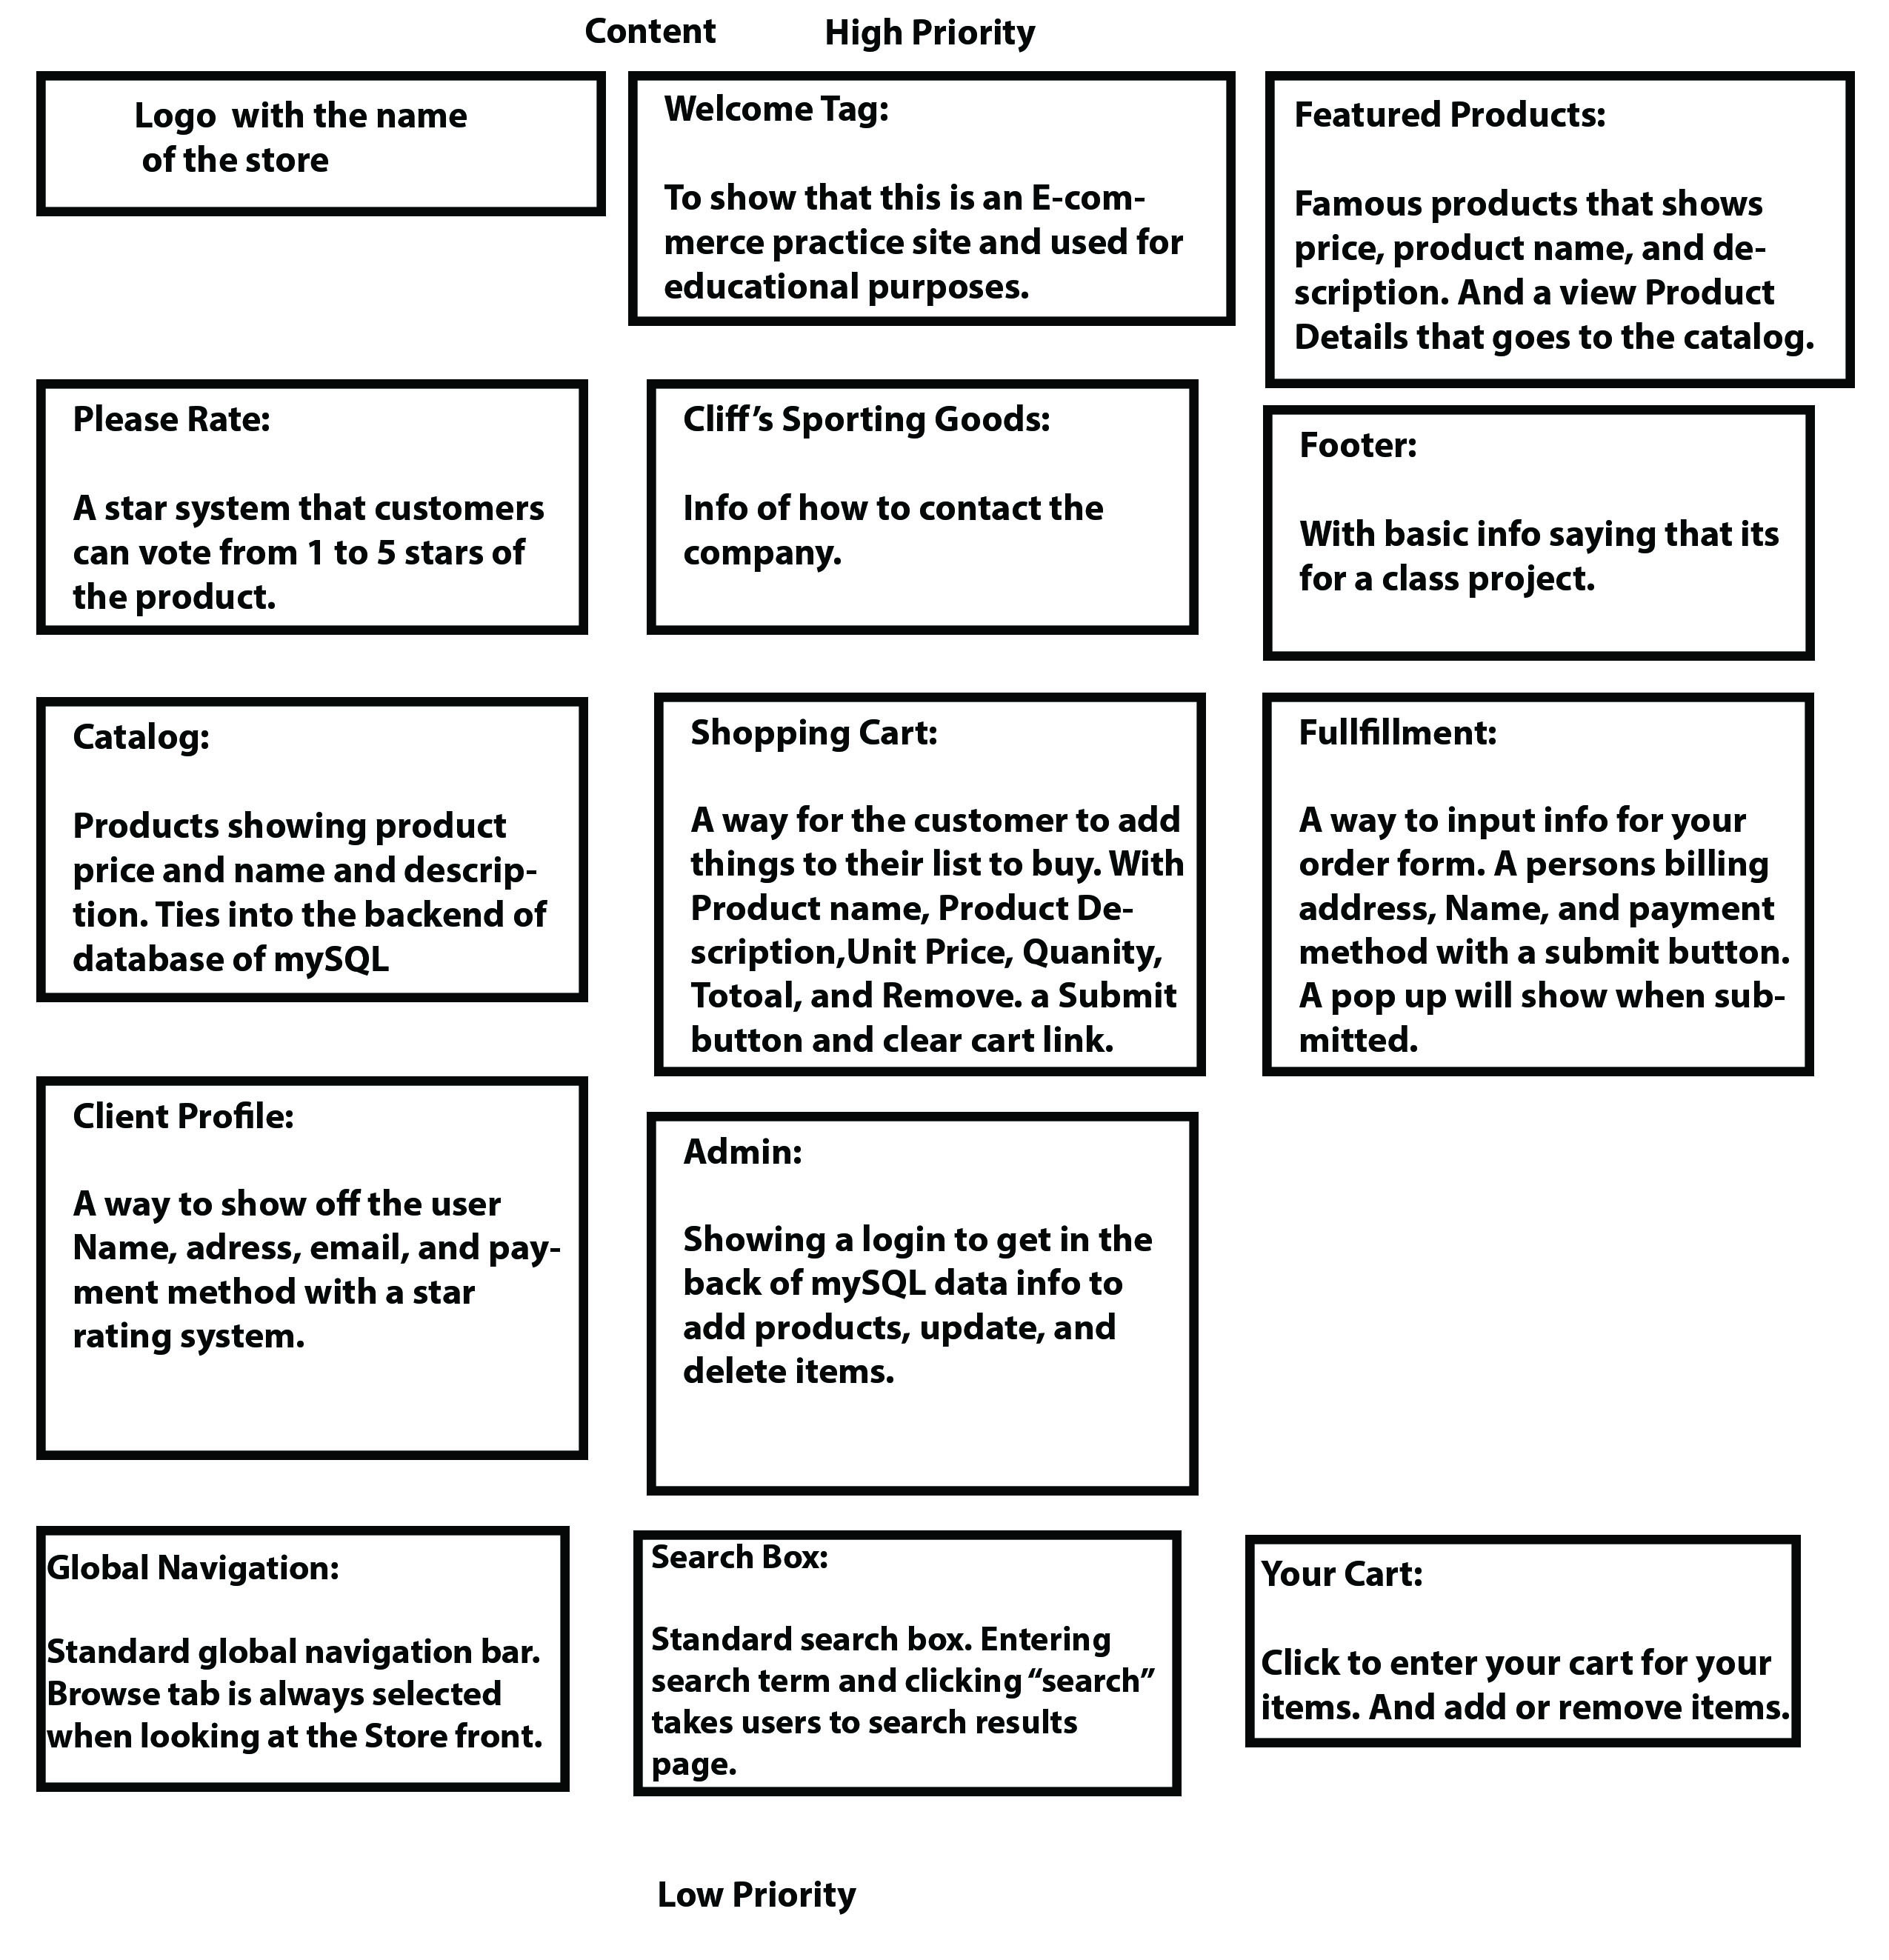 Content High Priority
Logo with the name
of the store
Welcome Tag:
To show that this is an E-com-
merce practice site and used for
educational purposes.
Featured Products:
Famous products that shows
price, product name, and de-
scription. And a view Product
Details that goes to the catalog.
Please Rate:
A star system that customers
can vote from 1 to 5 stars of
the product.
Cliff's Sporting Goods:
Info of how to contact the
company.
Footer:
With basic info saying that its
for a class project.
Catalog:
Products showing product
price and name and descrip-
tion. Ties into the backend of
database of mySQL
Shopping Cart:
A way for the customer to add
things to their list to buy. With
Product name, Product De-
scription,Unit Price, Quanity,
Totoal, and Remove. a Submit
button and clear cart link.
Fullfillment:
A way to input info for your
order form. A persons billing
address, Name, and payment
method with a submit button.
A pop up will show when sub-
mitted.
Client Profile:
A way to show off the user
Name, adress, email, and pay-
ment method with a star
rating system.
Admin:
Showing a login to get in the
back of mySQL data info to
add products, update, and
delete items.
Global Navigation:
Standard global navigation bar.
Browse tab is always selected
when looking at the Store front.
Search Box:
Standard search box. Entering
search term and clicking “search”
takes users to search results
page.
Your Cart:
Click to enter your cart for your
items. And add or remove items.
Low Priority